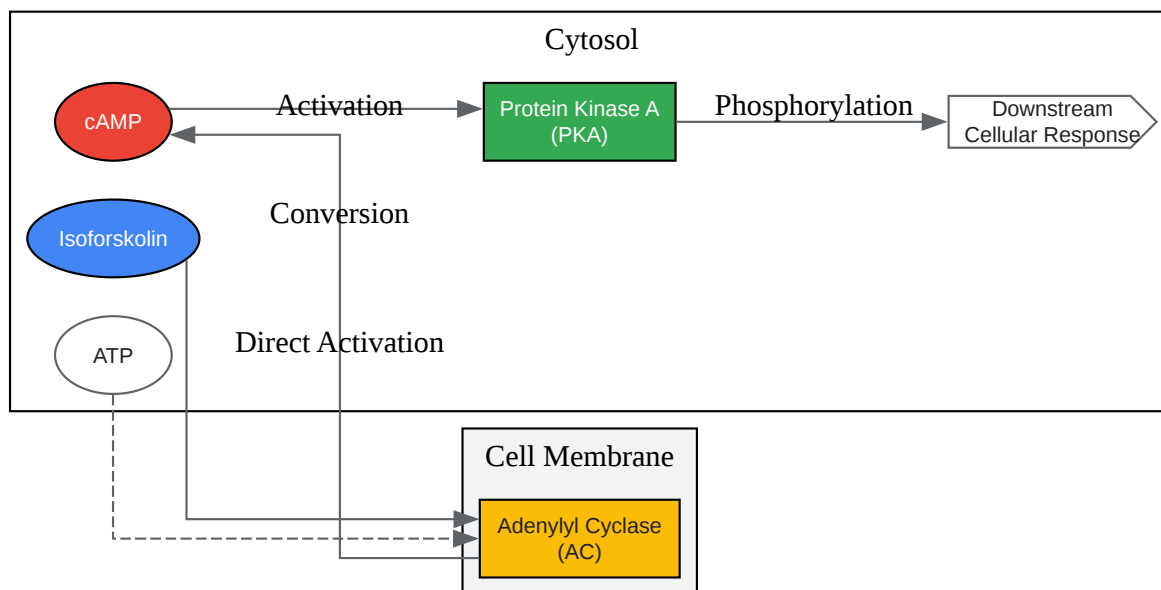 Cytosol
cAMP
Activation
Protein Kinase A
(PKA)
Phosphorylation
Downstream
Cellular Response
Conversion
Isoforskolin
Direct Activation
ATP
Cell Membrane
Adenylyl Cyclase
(AC)